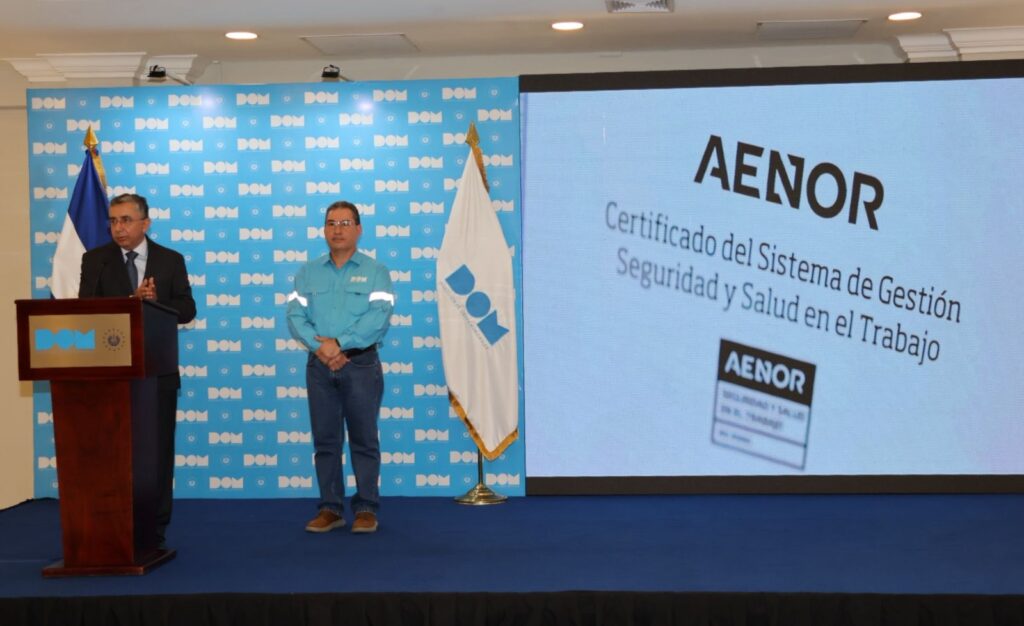 DOM
DOM
DOM
AENOR
Certificado del Sistema de Gestión
Seguridad y Salud en el Trabajo
AENOR
SEGURIDAD Y SALUD
EN EL TRABAJO